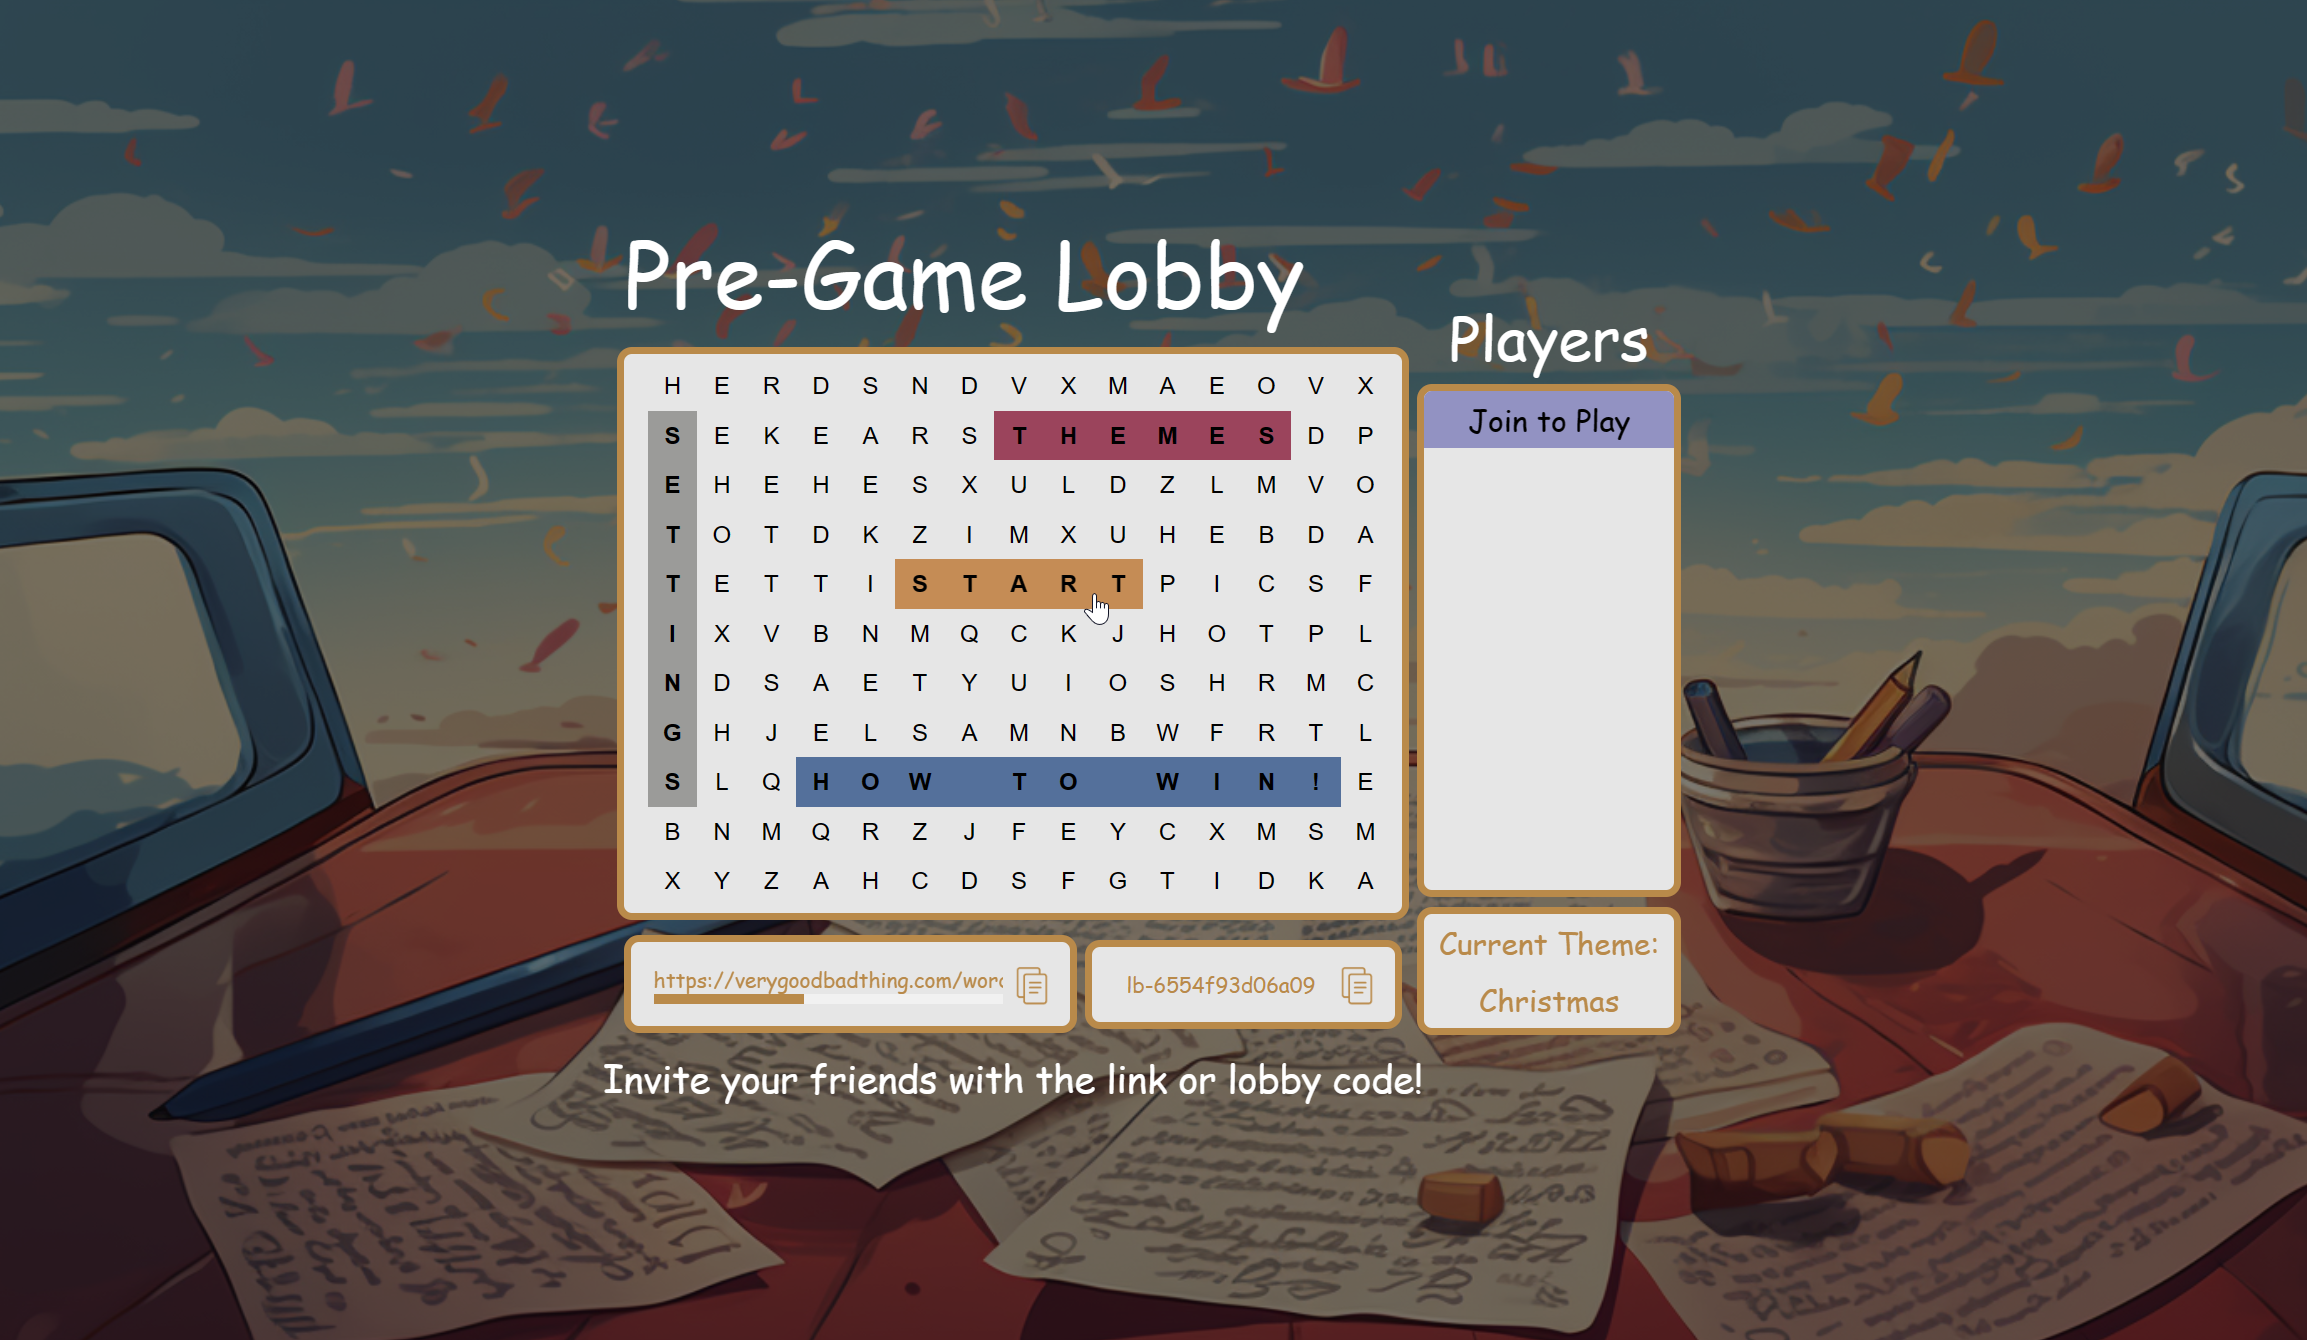 Pre-Game Lobby
Players
H E R D S N D V X M A E O V X
S E K E A R S T H E M E S D P
E H E H E S X U L D Z L M V O
T O T D K Z I M X U H E B D A
T E T T I S T A R T P I C S F
I X V B N M Q C K J H O T P L
N D S A E T Y U I O S H R M C
G H J E L S A M N B W F R T L
S L Q H O W T O W I N ! E
B N M Q R Z J F E Y C X M S M
X Y Z A H C D S F G T I D K A
Join to Play
https://verygoodbadthing.com/word
lb-6554f93d06a09
Current Theme:
Christmas
Invite your friends with the link or lobby code!